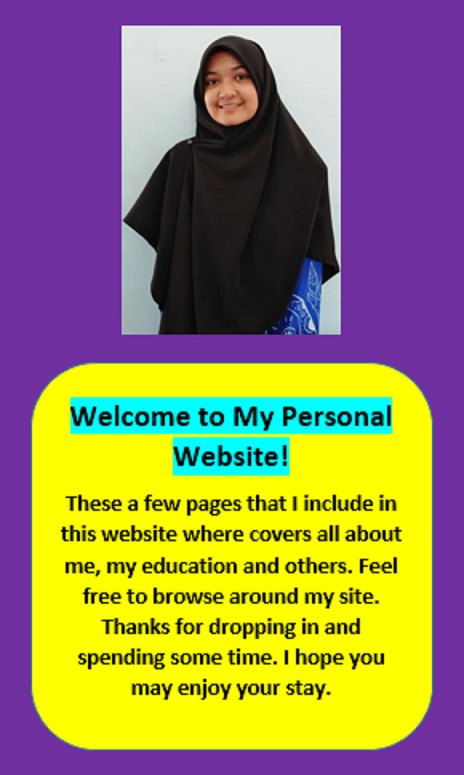 Welcome to My Personal
Website!
These a few pages that I include in
this website where covers all about
me, my education and others. Feel
free to browse around my site.
Thanks for dropping in and
spending some time. I hope you
may enjoy your stay.